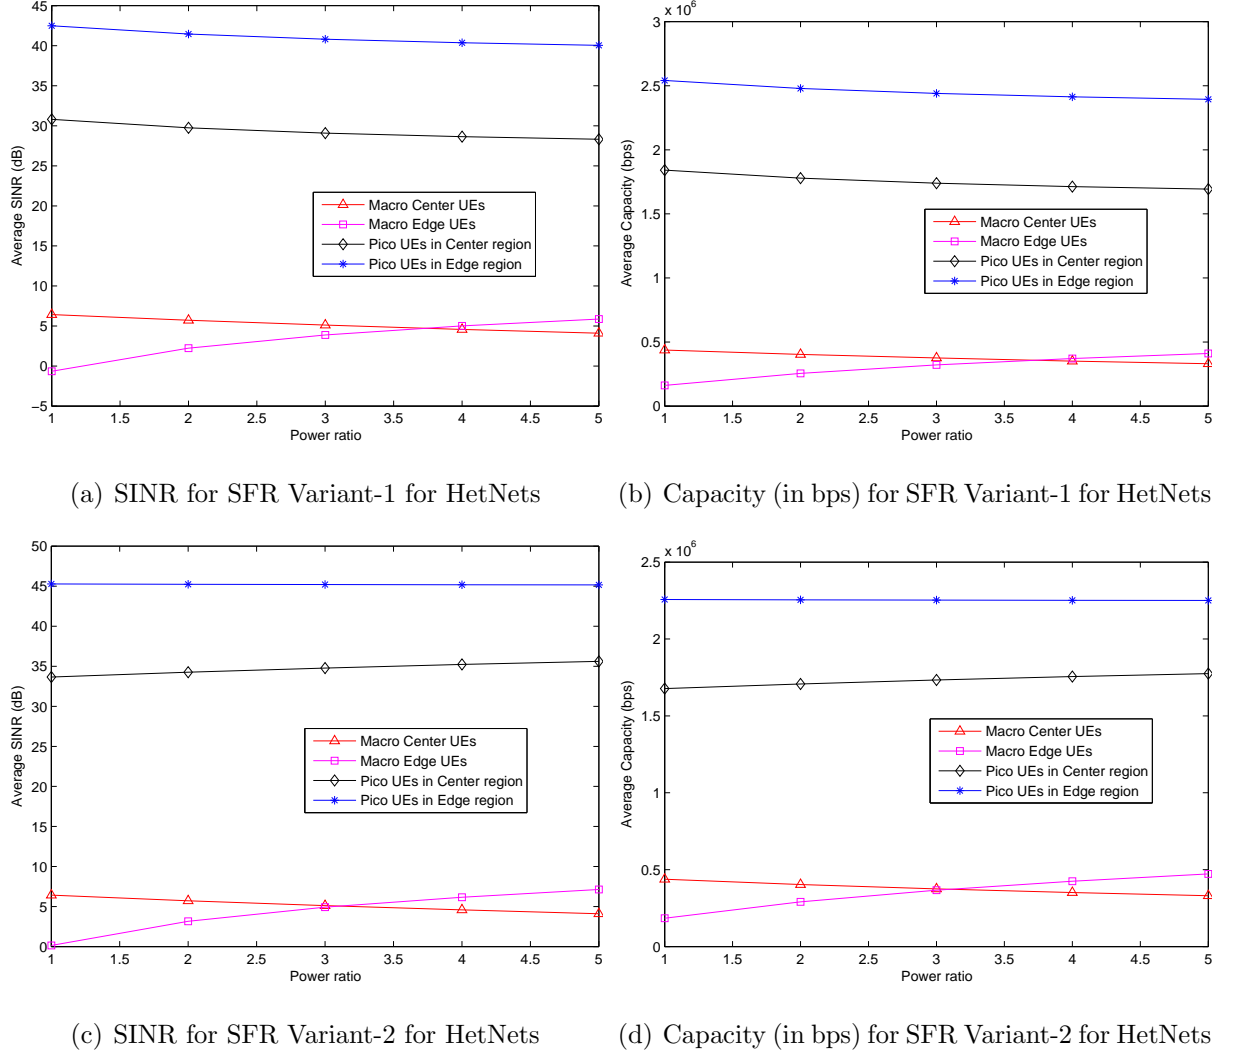 45
40
35
30
25
20
15
10
5
0
−5
Average SINR (dB)
Macro Center UEs
Macro Edge UEs
Pico UEs in Center region
Pico UEs in Edge region
1 1.5 2 2.5 3 3.5 4 4.5 5
Power ratio
(a) SINR for SFR Variant-1 for HetNets
x 10^6
3
2.5
2
1.5
1
0.5
0
Average Capacity (bps)
Macro Center UEs
Macro Edge UEs
Pico UEs in Center region
Pico UEs in Edge region
1 1.5 2 2.5 3 3.5 4 4.5 5
Power ratio
(b) Capacity (in bps) for SFR Variant-1 for HetNets
50
45
40
35
30
25
20
15
10
5
0
Average SINR (dB)
Macro Center UEs
Macro Edge UEs
Pico UEs in Center region
Pico UEs in Edge region
1 1.5 2 2.5 3 3.5 4 4.5 5
Power ratio
(c) SINR for SFR Variant-2 for HetNets
x 10^6
2.5
2
1.5
1
0.5
0
Average Capacity (bps)
Macro Center UEs
Macro Edge UEs
Pico UEs in Center region
Pico UEs in Edge region
1 1.5 2 2.5 3 3.5 4 4.5 5
Power ratio
(d) Capacity (in bps) for SFR Variant-2 for HetNets